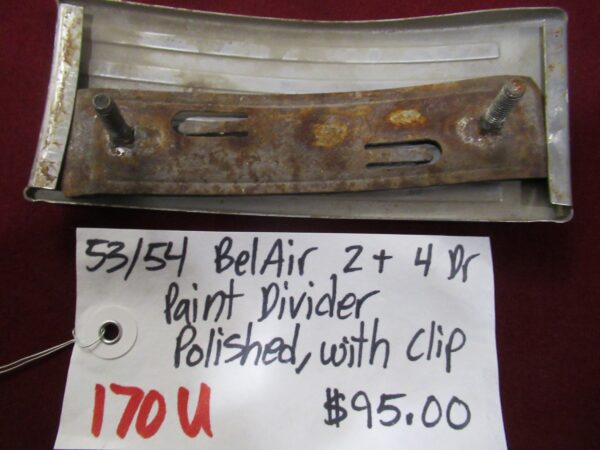 53/54 BelAir 2 + 4 Dr
Paint Divider
Polished, with Clip
170U $95.00